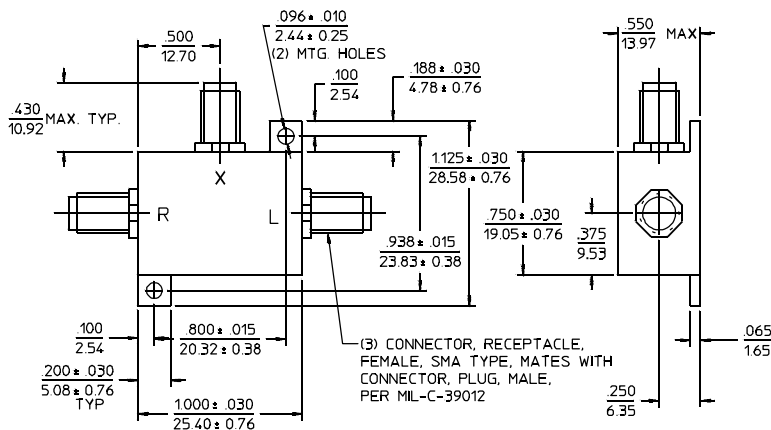 .096± .010
2.44± 0.25
(2) MTG. HOLES
.500
12.70
.550
13.97
MAX
.100
2.54
.188± .030
4.78± 0.76
.430
10.92
MAX. TYP.
X
1.125± .030
28.58± 0.76
R
L
.750± .030
19.05± 0.76
.375
9.53
.938± .015
23.83± 0.38
.100
2.54
.800± .015
20.32± 0.38
(3) CONNECTOR, RECEPTACLE,
FEMALE, SMA TYPE, MATES WITH
CONNECTOR, PLUG, MALE,
PER MIL-C-39012
.065
1.65
.200± .030
5.08± 0.76
TYP
1.000± .030
25.40± 0.76
.250
6.35